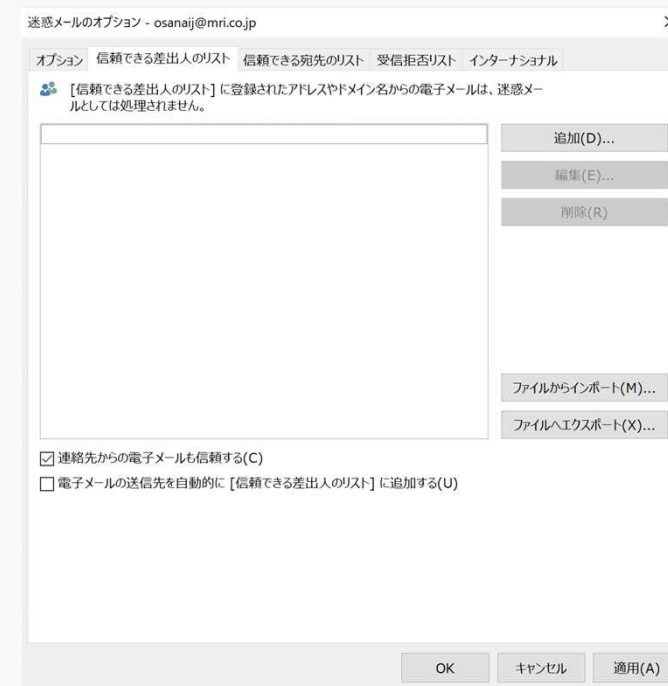 迷惑メールのオプション - osanaij@mri.co.jp
オプション 信頼できる差出人のリスト 信頼できる宛先のリスト 受信拒否リスト インターナショナル
[信頼できる差出人のリスト] に登録されたアドレスやドメイン名からの電子メールは、迷惑メー
ルとしては処理されません。
追加(D)...
編集(E)...
削除(R)
ファイルからインポート(M)...
ファイルへエクスポート(X)...
連絡先からの電子メールも信頼する(C)
電子メールの送信先を自動的に [信頼できる差出人のリスト] に追加する(U)
OK キャンセル 適用(A)